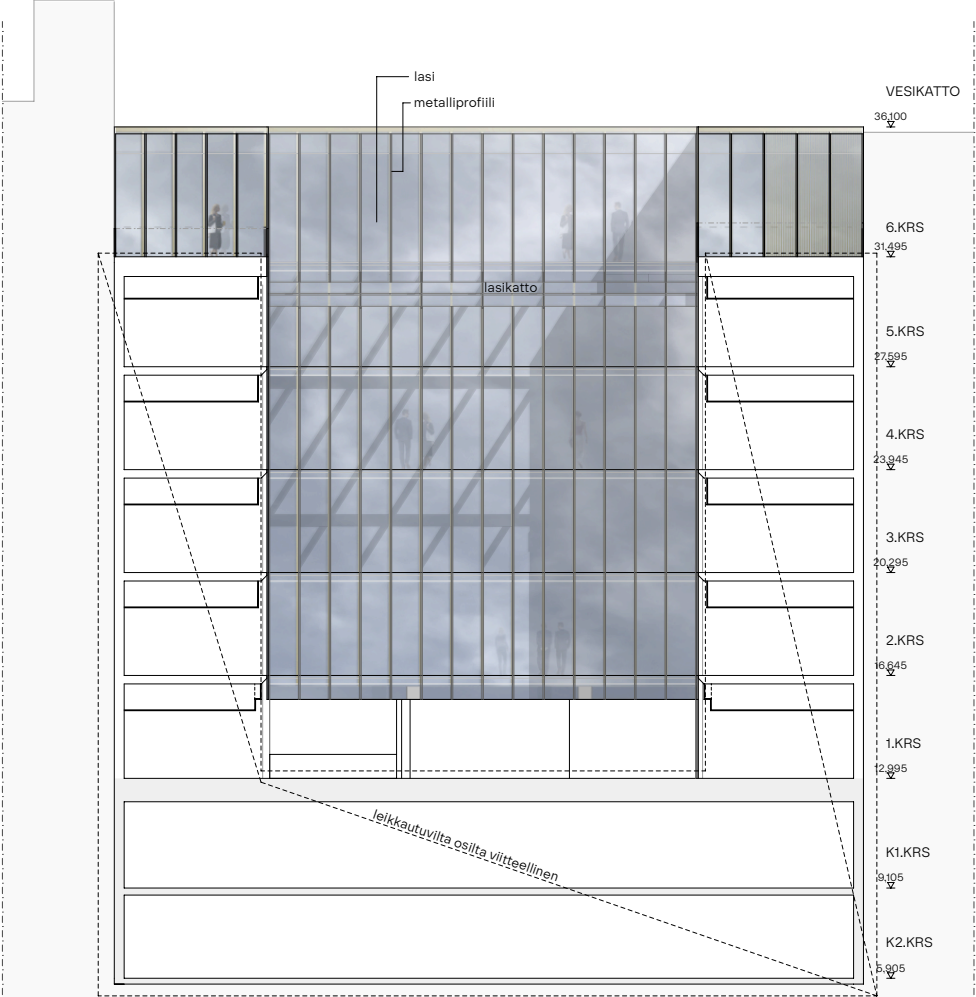 lasi
metalliprofiili
VESIKATTO
36.100
6.KRS
31.495
lasikatto
5.KRS
27.595
4.KRS
23.945
3.KRS
20.295
2.KRS
16.645
1.KRS
12.995
leikkautuvilta osilta viitteellinen
K1.KRS
9.105
K2.KRS
5.905